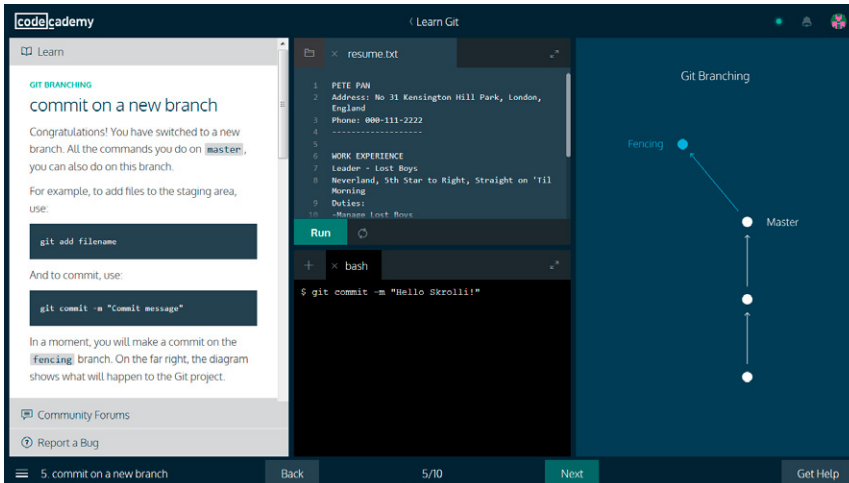 codecademy
Learn Git
Learn
GIT BRANCHING
commit on a new branch
Congratulations! You have switched to a new
branch. All the commands you do on master,
you can also do on this branch.
For example, to add files to the staging area,
use:
git add filename
And to commit, use:
git commit -m "Commit message"
In a moment, you will make a commit on the
fencing branch. On the far right, the diagram
shows what will happen to the Git project.
Community Forums
Report a Bug
resume.txt
1 PETE PAN
2 Address: No 31 Kensington Hill Park, London,
England
3 Phone: 000-111-2222
4 -------------------
5
6 WORK EXPERIENCE
7 Leader - Lost Boys
8 Neverland, 5th Star to Right, Straight on 'Til
Morning
9 Duties:
10 -Manage Lost Boys
Run
bash
$ git commit -m "Hello Skrolli!"
Git Branching
Fencing
Master
5. commit on a new branch
Back
5/10
Next
Get Help